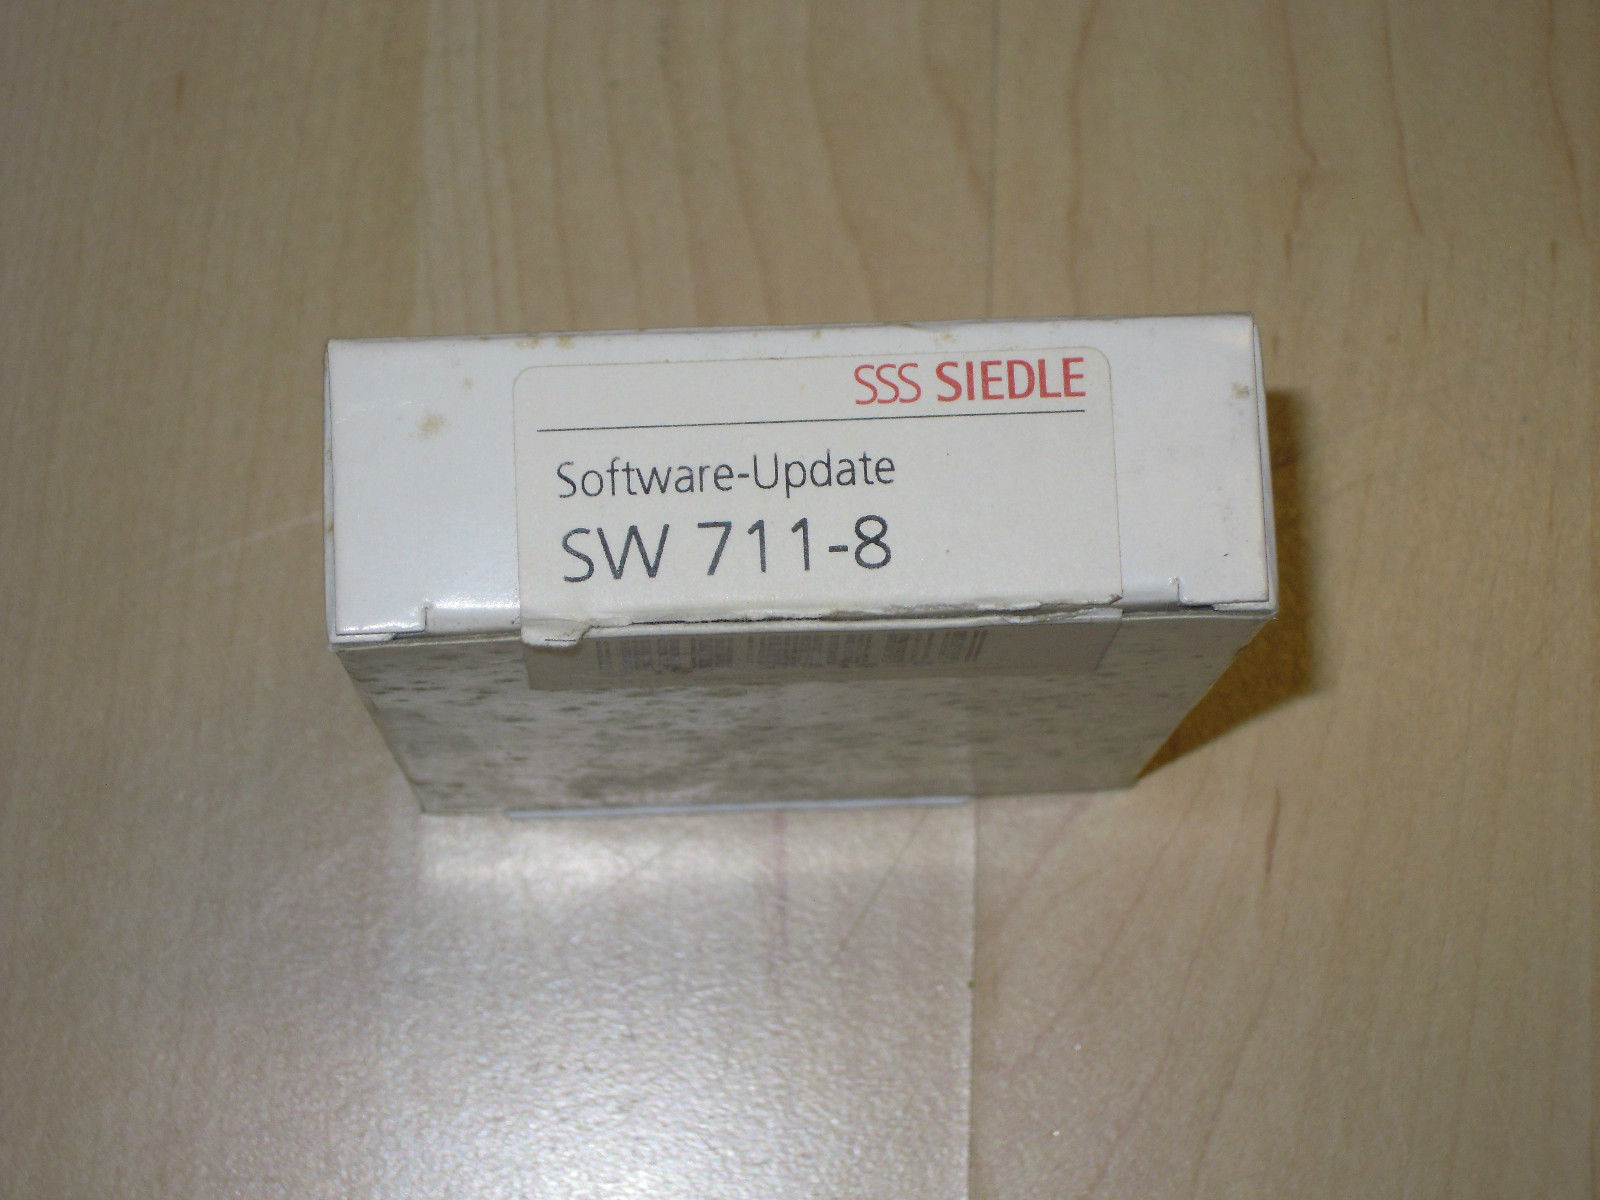 SSS SIEDLE
Software-Update
SW 711-8